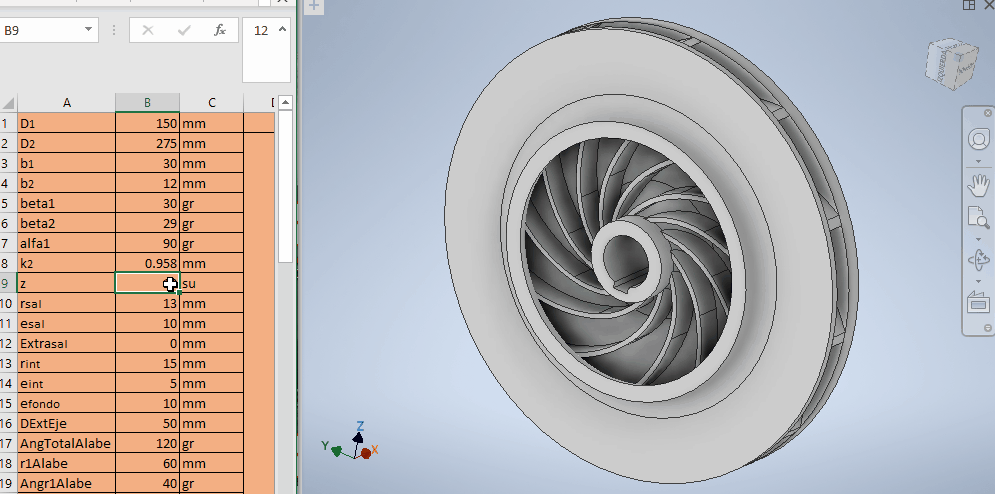 B9 fx 12
A B C
1 D1 150 mm
2 D2 275 mm
3 b1 30 mm
4 b2 12 mm
5 beta1 30 gr
6 beta2 29 gr
7 alfa1 90 gr
8 k2 0.958 mm
9 z su
10 rsal 13 mm
11 esal 10 mm
12 Extrasal 0 mm
13 rint 15 mm
14 eint 5 mm
15 efondo 10 mm
16 DExtEje 50 mm
17 AngTotalAlabe 120 gr
18 r1Alabe 60 mm
19 Angr1Alabe 40 gr
Z
Y
X